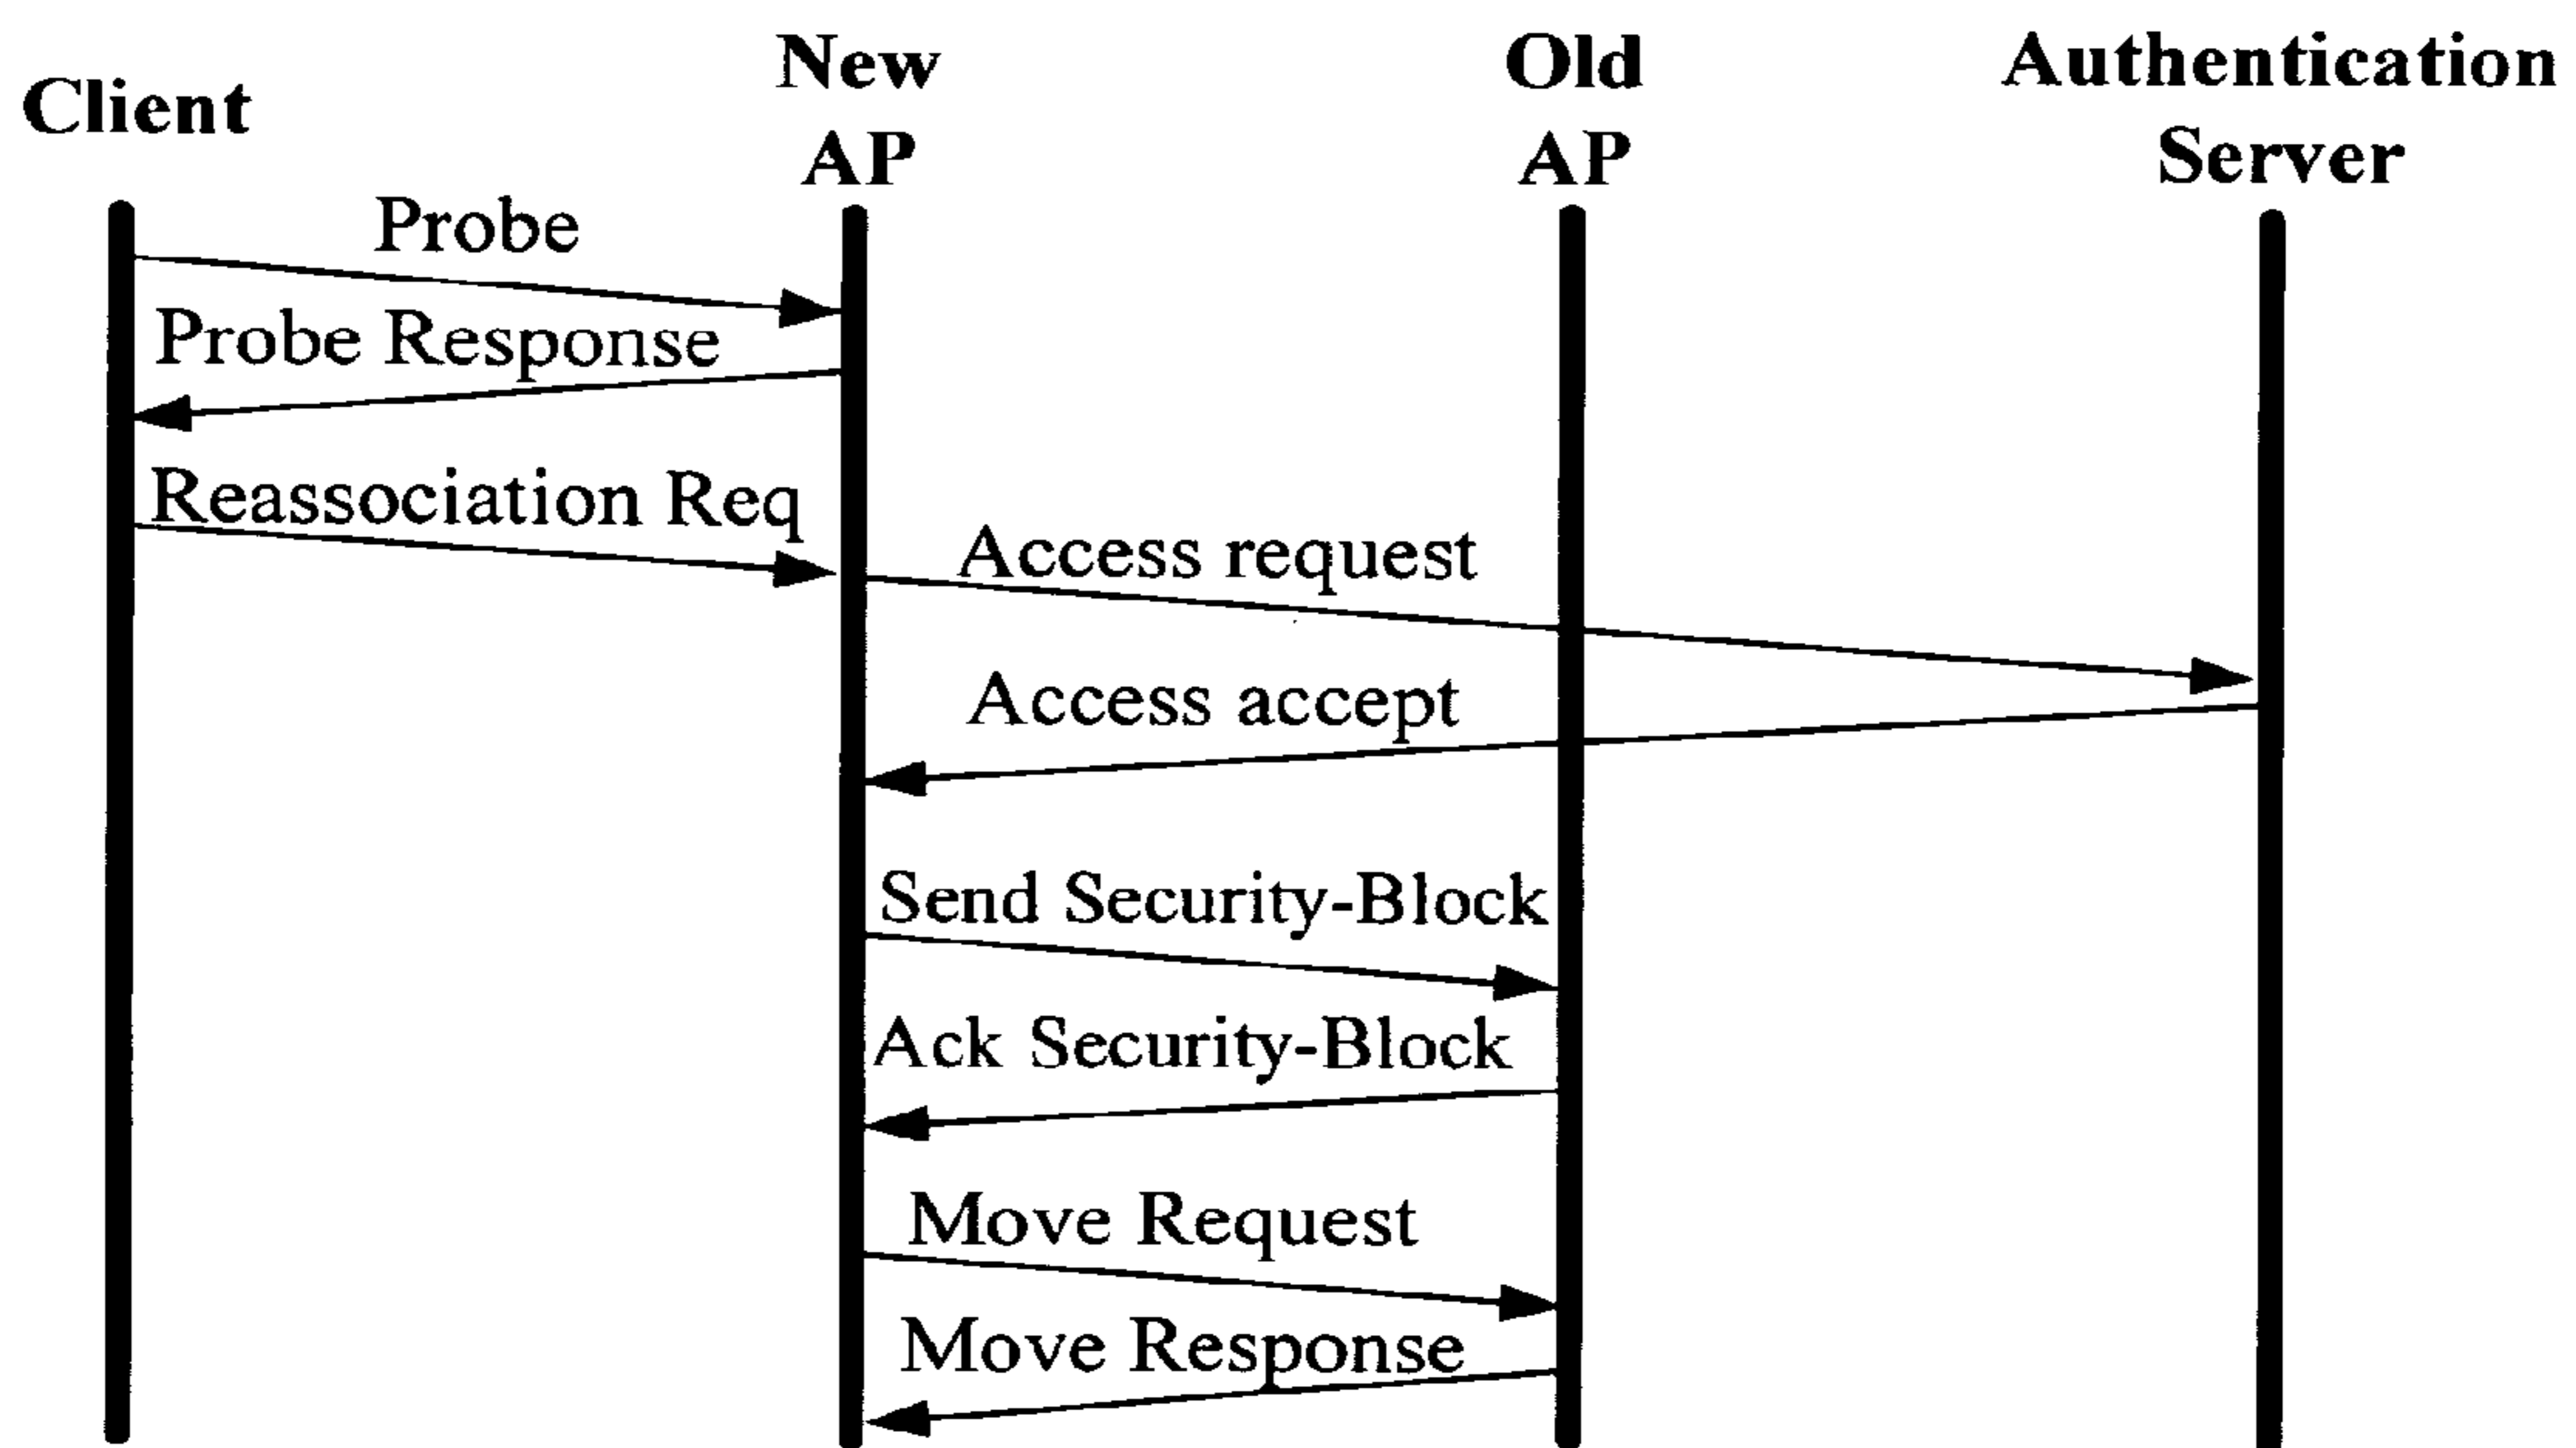 Client
New
AP
Old
AP
Authentication
Server
Probe
Probe Response
Reassociation Req
Access request
Access accept
Send Security-Block
Ack Security-Block
Move Request
Move Response